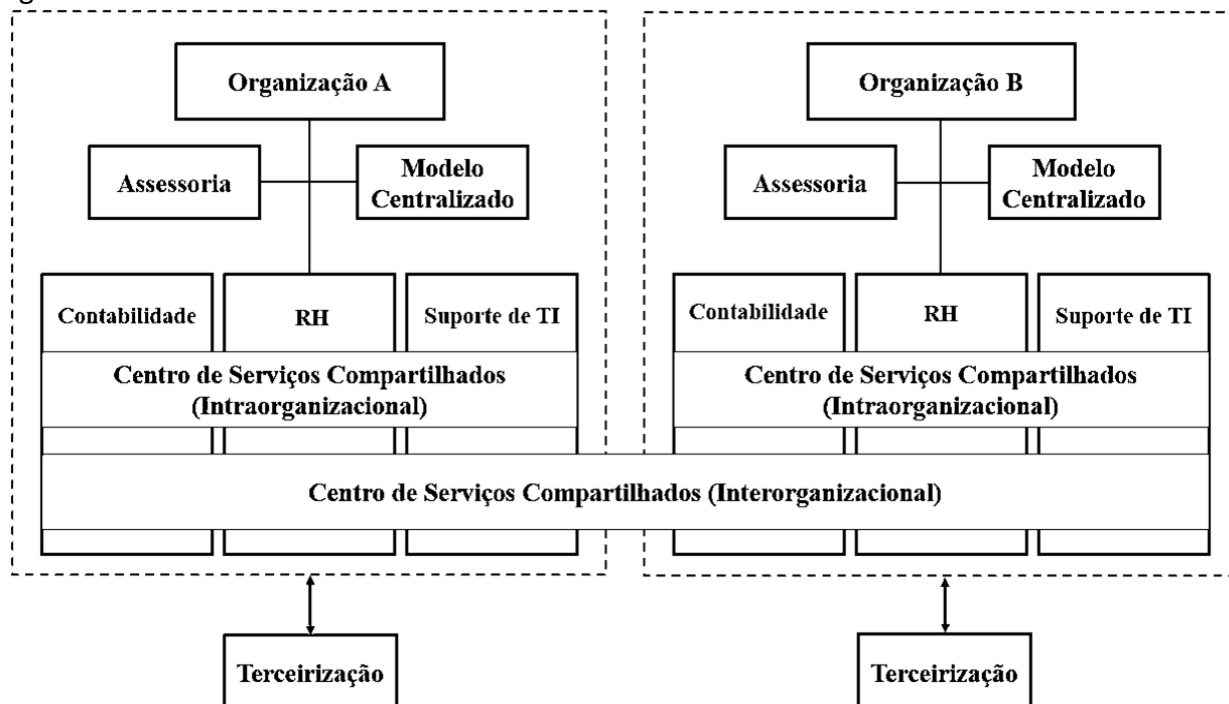 Organização A
Assessoria
Modelo
Centralizado
Contabilidade
RH
Suporte de TI
Centro de Serviços Compartilhados
(Intraorganizacional)
Organização B
Assessoria
Modelo
Centralizado
Contabilidade
RH
Suporte de TI
Centro de Serviços Compartilhados
(Intraorganizacional)
Centro de Serviços Compartilhados (Interorganizacional)
Terceirização
Terceirização